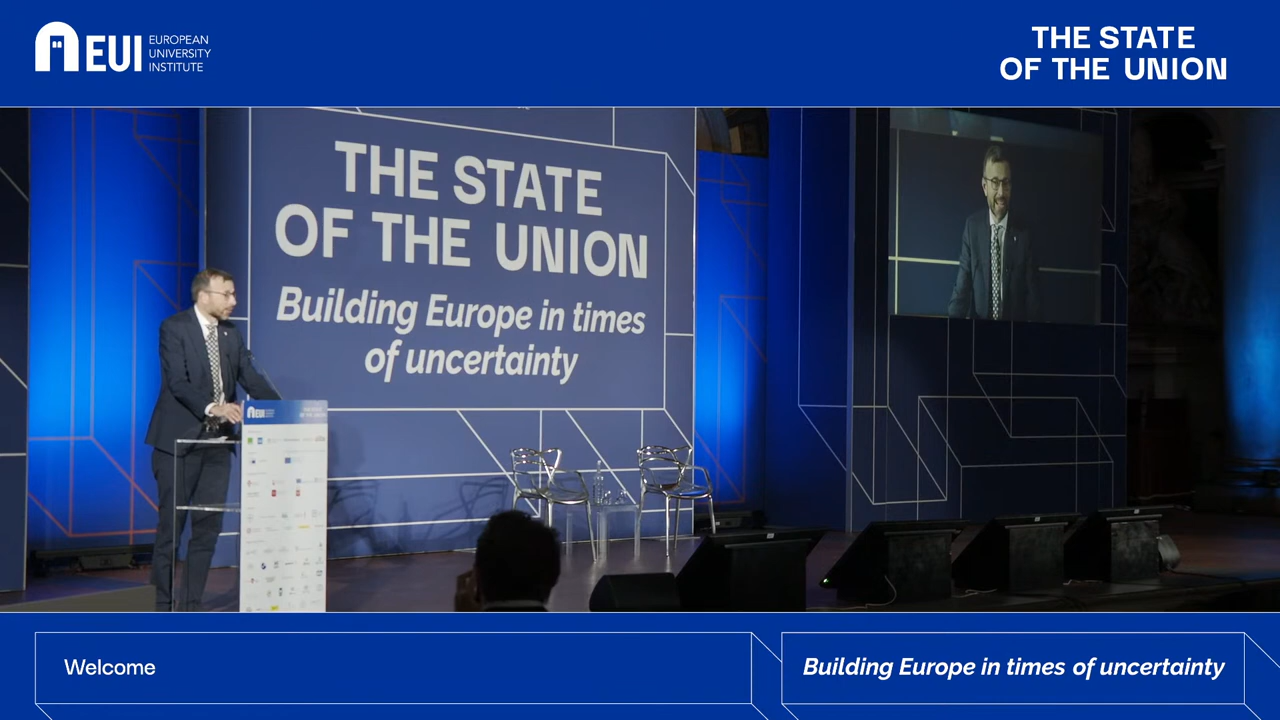 EUI
EUROPEAN
UNIVERSITY
INSTITUTE
THE STATE
OF THE UNION
THE STATE
OF THE UNION
Building Europe in times
of uncertainty
EUI
Welcome
Building Europe in times of uncertainty